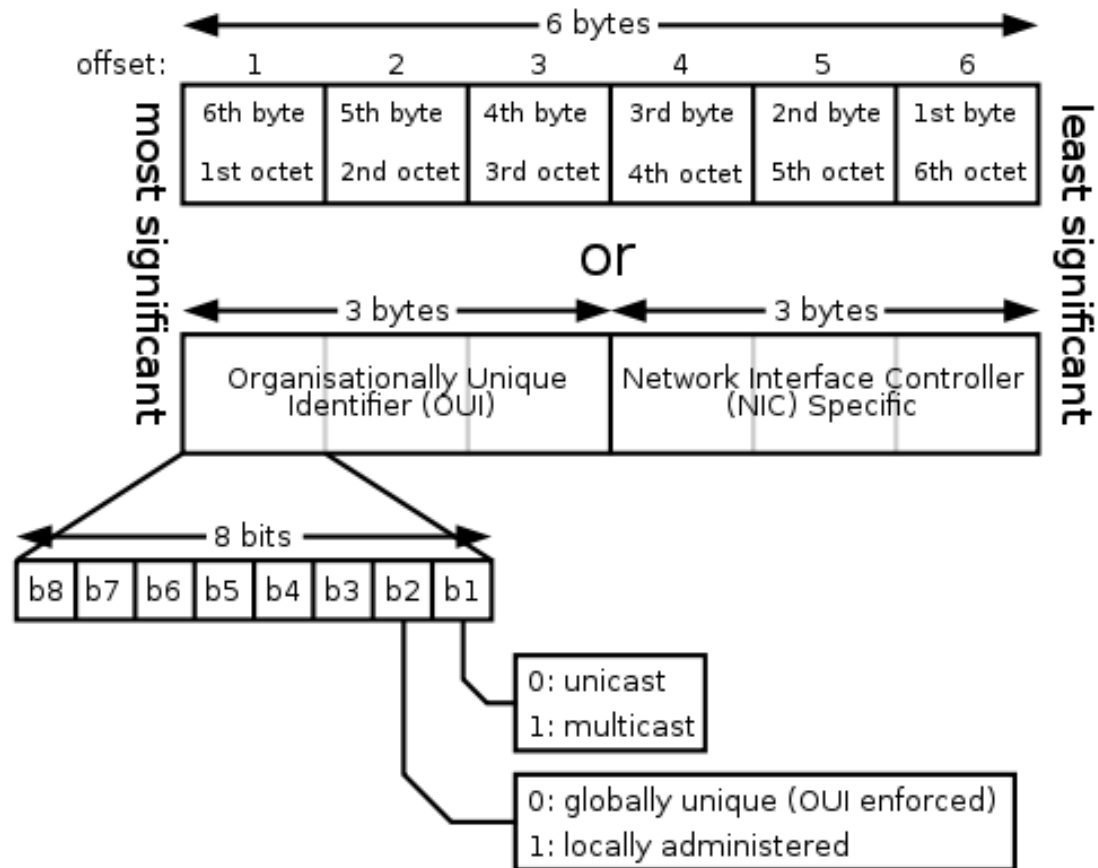 6 bytes
offset: 1 2 3 4 5 6
most significant
6th byte 5th byte 4th byte 3rd byte 2nd byte 1st byte
1st octet 2nd octet 3rd octet 4th octet 5th octet 6th octet
least significant
or
3 bytes 3 bytes
Organisationally Unique
Identifier (OUI)
Network Interface Controller
(NIC) Specific
8 bits
b8 b7 b6 b5 b4 b3 b2 b1
0: unicast
1: multicast
0: globally unique (OUI enforced)
1: locally administered